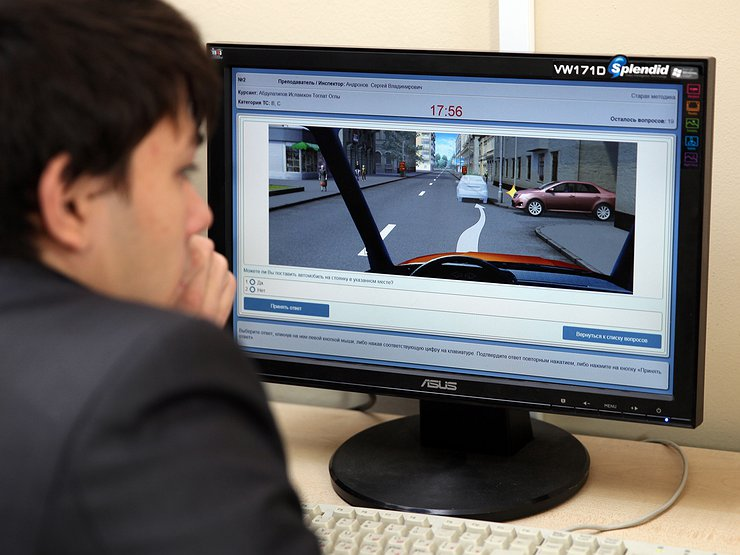 VW171D Splendid
№2
Преподаватель / Инспектор: Андронов Сергей Владимирович
Курсант: Абдулалипов Исламхон Тоглат Оглы
Старая методика
Категория ТС: B, C
17:56
Осталось вопросов: 19
Можете ли Вы поставить автомобиль на стоянку в указанном месте?
1 Да
2 Нет
Принять ответ
Вернуться к списку вопросов
Выберите ответ, кликнув на нем левой кнопкой мыши, либо нажав соответствующую цифру на клавиатуре. Подтвердите ответ повторным нажатием, либо нажмите на кнопку «Принять
ответ».
ASUS
MENU